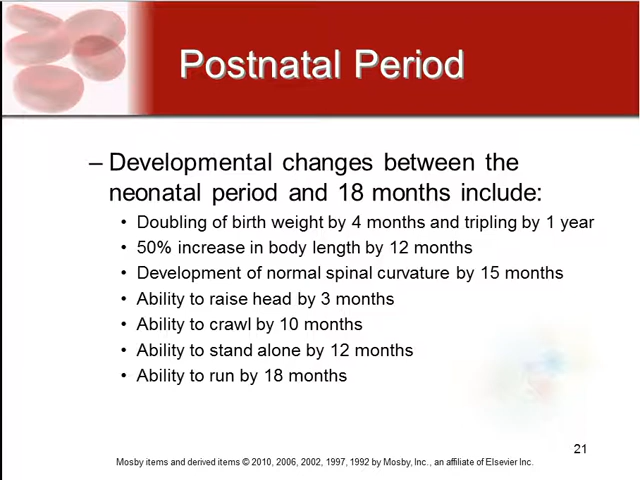 Postnatal Period
– Developmental changes between the
neonatal period and 18 months include:
• Doubling of birth weight by 4 months and tripling by 1 year
• 50% increase in body length by 12 months
• Development of normal spinal curvature by 15 months
• Ability to raise head by 3 months
• Ability to crawl by 10 months
• Ability to stand alone by 12 months
• Ability to run by 18 months
21
Mosby items and derived items © 2010, 2006, 2002, 1997, 1992 by Mosby, Inc., an affiliate of Elsevier Inc.